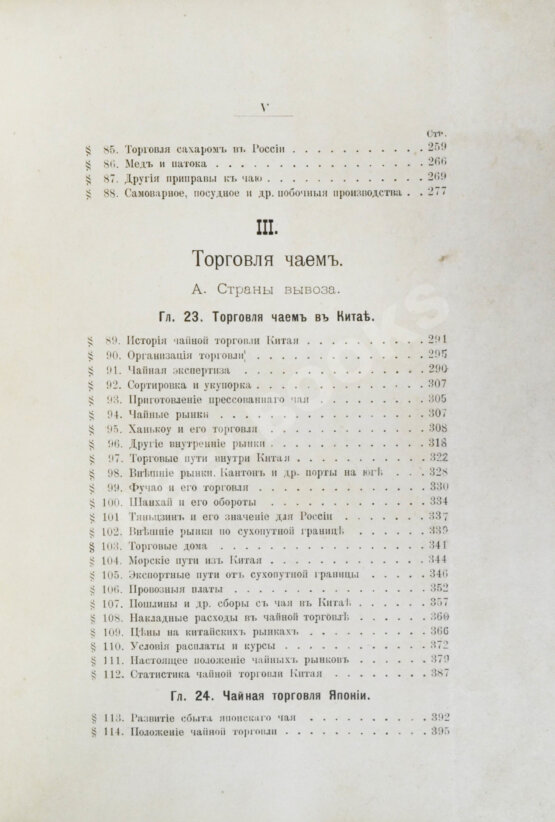 V
Стр.
§ 85. Торговля сахаромъ въ Россіи . . . . . . . . . . . . 259
§ 86. Медъ и патока . . . . . . . . . . . . . . . . . . . 266
§ 87. Другія приправы къ чаю . . . . . . . . . . . . . . 269
§ 88. Самоварное, посудное и др. побочныя производства . . 277
III.
Торговля чаемъ.
А. Страны вывоза.
Гл. 23. Торговля чаемъ въ Китаѣ.
§ 89. Исторія чайной торговли Китая . . . . . . . . . . . 291
§ 90. Организація торговли . . . . . . . . . . . . . . . 295
§ 91. Чайная экспертиза . . . . . . . . . . . . . . . . 290
§ 92. Сортировка и укупорка . . . . . . . . . . . . . . 307
§ 93. Приготовленіе прессованнаго чая . . . . . . . . . 305
§ 94. Чайные рынки . . . . . . . . . . . . . . . . . . 307
§ 95. Ханькоу и его торговля . . . . . . . . . . . . . 308
§ 96. Другіе внутренніе рынки . . . . . . . . . . . . . 318
§ 97. Торговые пути внутри Китая . . . . . . . . . . . 322
§ 98. Внѣшніе рынки. Кантонъ и др. порты на югѣ . . . 328
§ 99. Фучао и его торговля . . . . . . . . . . . . . . 330
§ 100. Шанхай и его обороты . . . . . . . . . . . . . 334
§ 101 Тяньцзинъ и его значеніе для Россіи . . . . . . 337
§ 102. Внѣшніе рынки по сухопутной границѣ . . . . . . 339
§ 103. Торговые дома . . . . . . . . . . . . . . . . . 341
§ 104. Морскіе пути изъ Китая . . . . . . . . . . . . 344
§ 105. Экспортные пути отъ сухопутной границы . . . . . 346
§ 106. Провозныя платы . . . . . . . . . . . . . . . . 352
§ 107. Пошлины и др. сборы съ чая въ Китаѣ . . . . . . 357
§ 108. Накладные расходы въ чайной торговлѣ . . . . . . 360
§ 109. Цѣны на китайскихъ рынкахъ . . . . . . . . . . 366
§ 110. Условія расплаты и курсы . . . . . . . . . . . 372
§ 111. Настоящее положеніе чайныхъ рынковъ . . . . . . 379
§ 112. Статистика чайной торговли Китая . . . . . . . 387
Гл. 24. Чайная торговля Японіи.
§ 113. Развитіе сбыта японскаго чая . . . . . . . . . 392
§ 114. Положеніе чайной торговли . . . . . . . . . . . 395